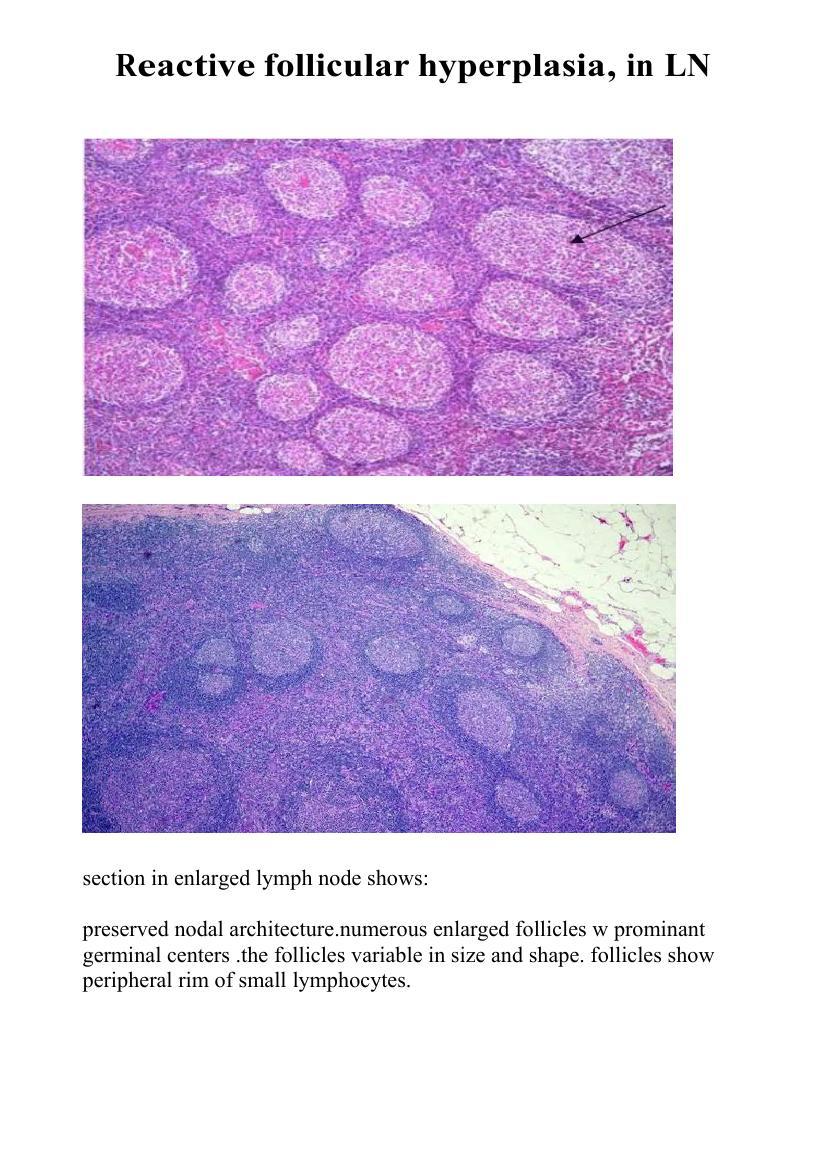 Reactive follicular hyperplasia, in LN
section in enlarged lymph node shows:
preserved nodal architecture.numerous enlarged follicles w prominant
germinal centers .the follicles variable in size and shape. follicles show
peripheral rim of small lymphocytes.